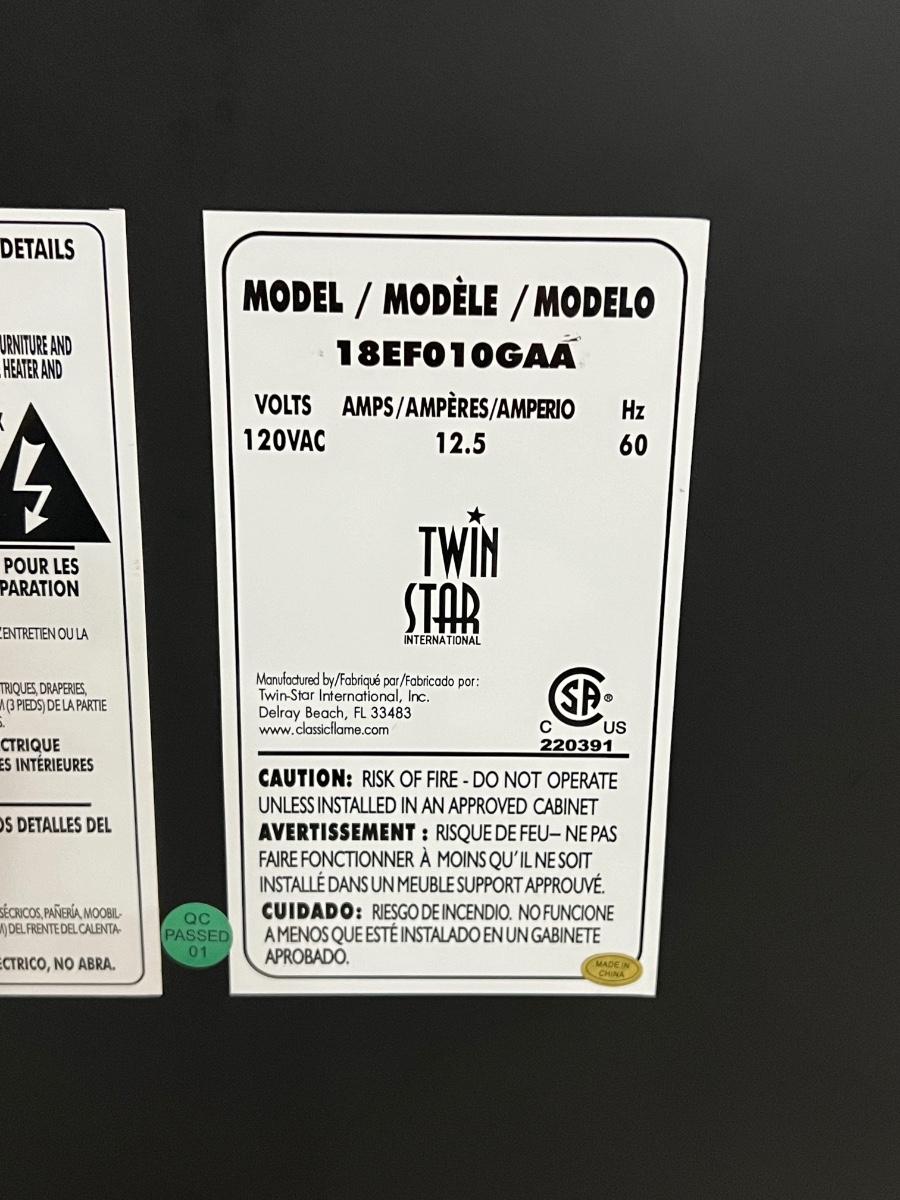 DETAILS
URNITURE AND
HEATER AND
POUR LES
PARATION
'ENTRETIEN OU LA
TRIQUES, DRAPERIES,
M (3 PIEDS) DE LA PARTIE
S.
CTRIQUE
ES INTÉRIEURES
OS DETALLES DEL
SÉCRICOS, PAÑERÍA, MOOBIL-
M) DEL FRENTE DEL CALENTA-
ÉCTRICO, NO ABRA.
QC
PASSED
01
MODEL / MODÈLE / MODELO
18EF010GAA
VOLTS AMPS/AMPÈRES/AMPERIO Hz
120VAC 12.5 60
TWIN
STAR
INTERNATIONAL
Manufactured by/Fabriqué par/Fabricado por:
Twin-Star International, Inc.
Delray Beach, FL 33483
www.classicflame.com
SA®
C US
220391
CAUTION: RISK OF FIRE - DO NOT OPERATE
UNLESS INSTALLED IN AN APPROVED CABINET
AVERTISSEMENT : RISQUE DE FEU– NE PAS
FAIRE FONCTIONNER À MOINS QU'IL NE SOIT
INSTALLÉ DANS UN MEUBLE SUPPORT APPROUVÉ.
CUIDADO: RIESGO DE INCENDIO. NO FUNCIONE
A MENOS QUE ESTÉ INSTALADO EN UN GABINETE
APROBADO.
MADE IN
CHINA